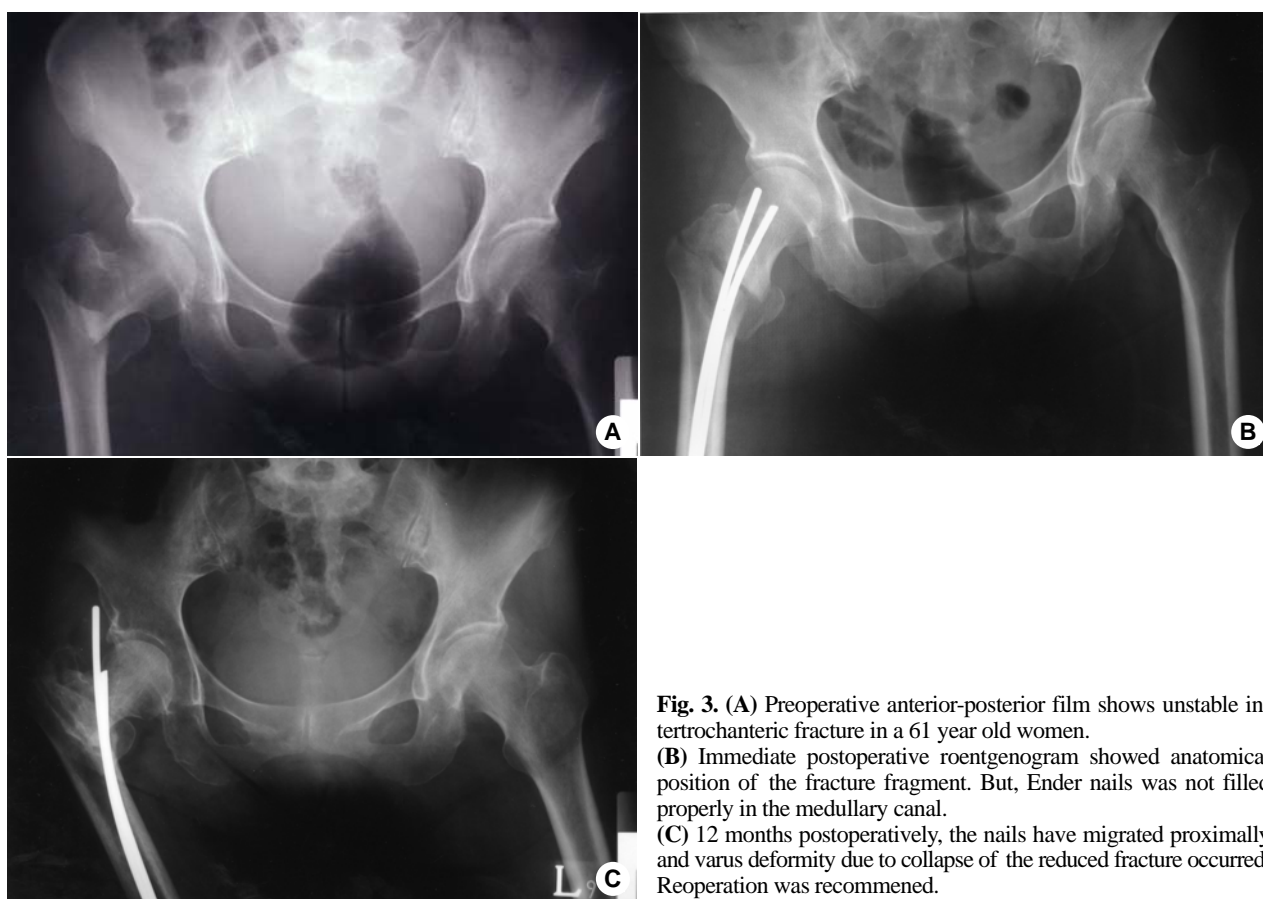 A
B
L 9
C
Fig. 3. (A) Preoperative anterior-posterior film shows unstable in-
tertrochanteric fracture in a 61 year old women.
(B) Immediate postoperative roentgenogram showed anatomical
position of the fracture fragment. But, Ender nails was not filled
properly in the medullary canal.
(C) 12 months postoperatively, the nails have migrated proximally
and varus deformity due to collapse of the reduced fracture occurred.
Reoperation was recommened.